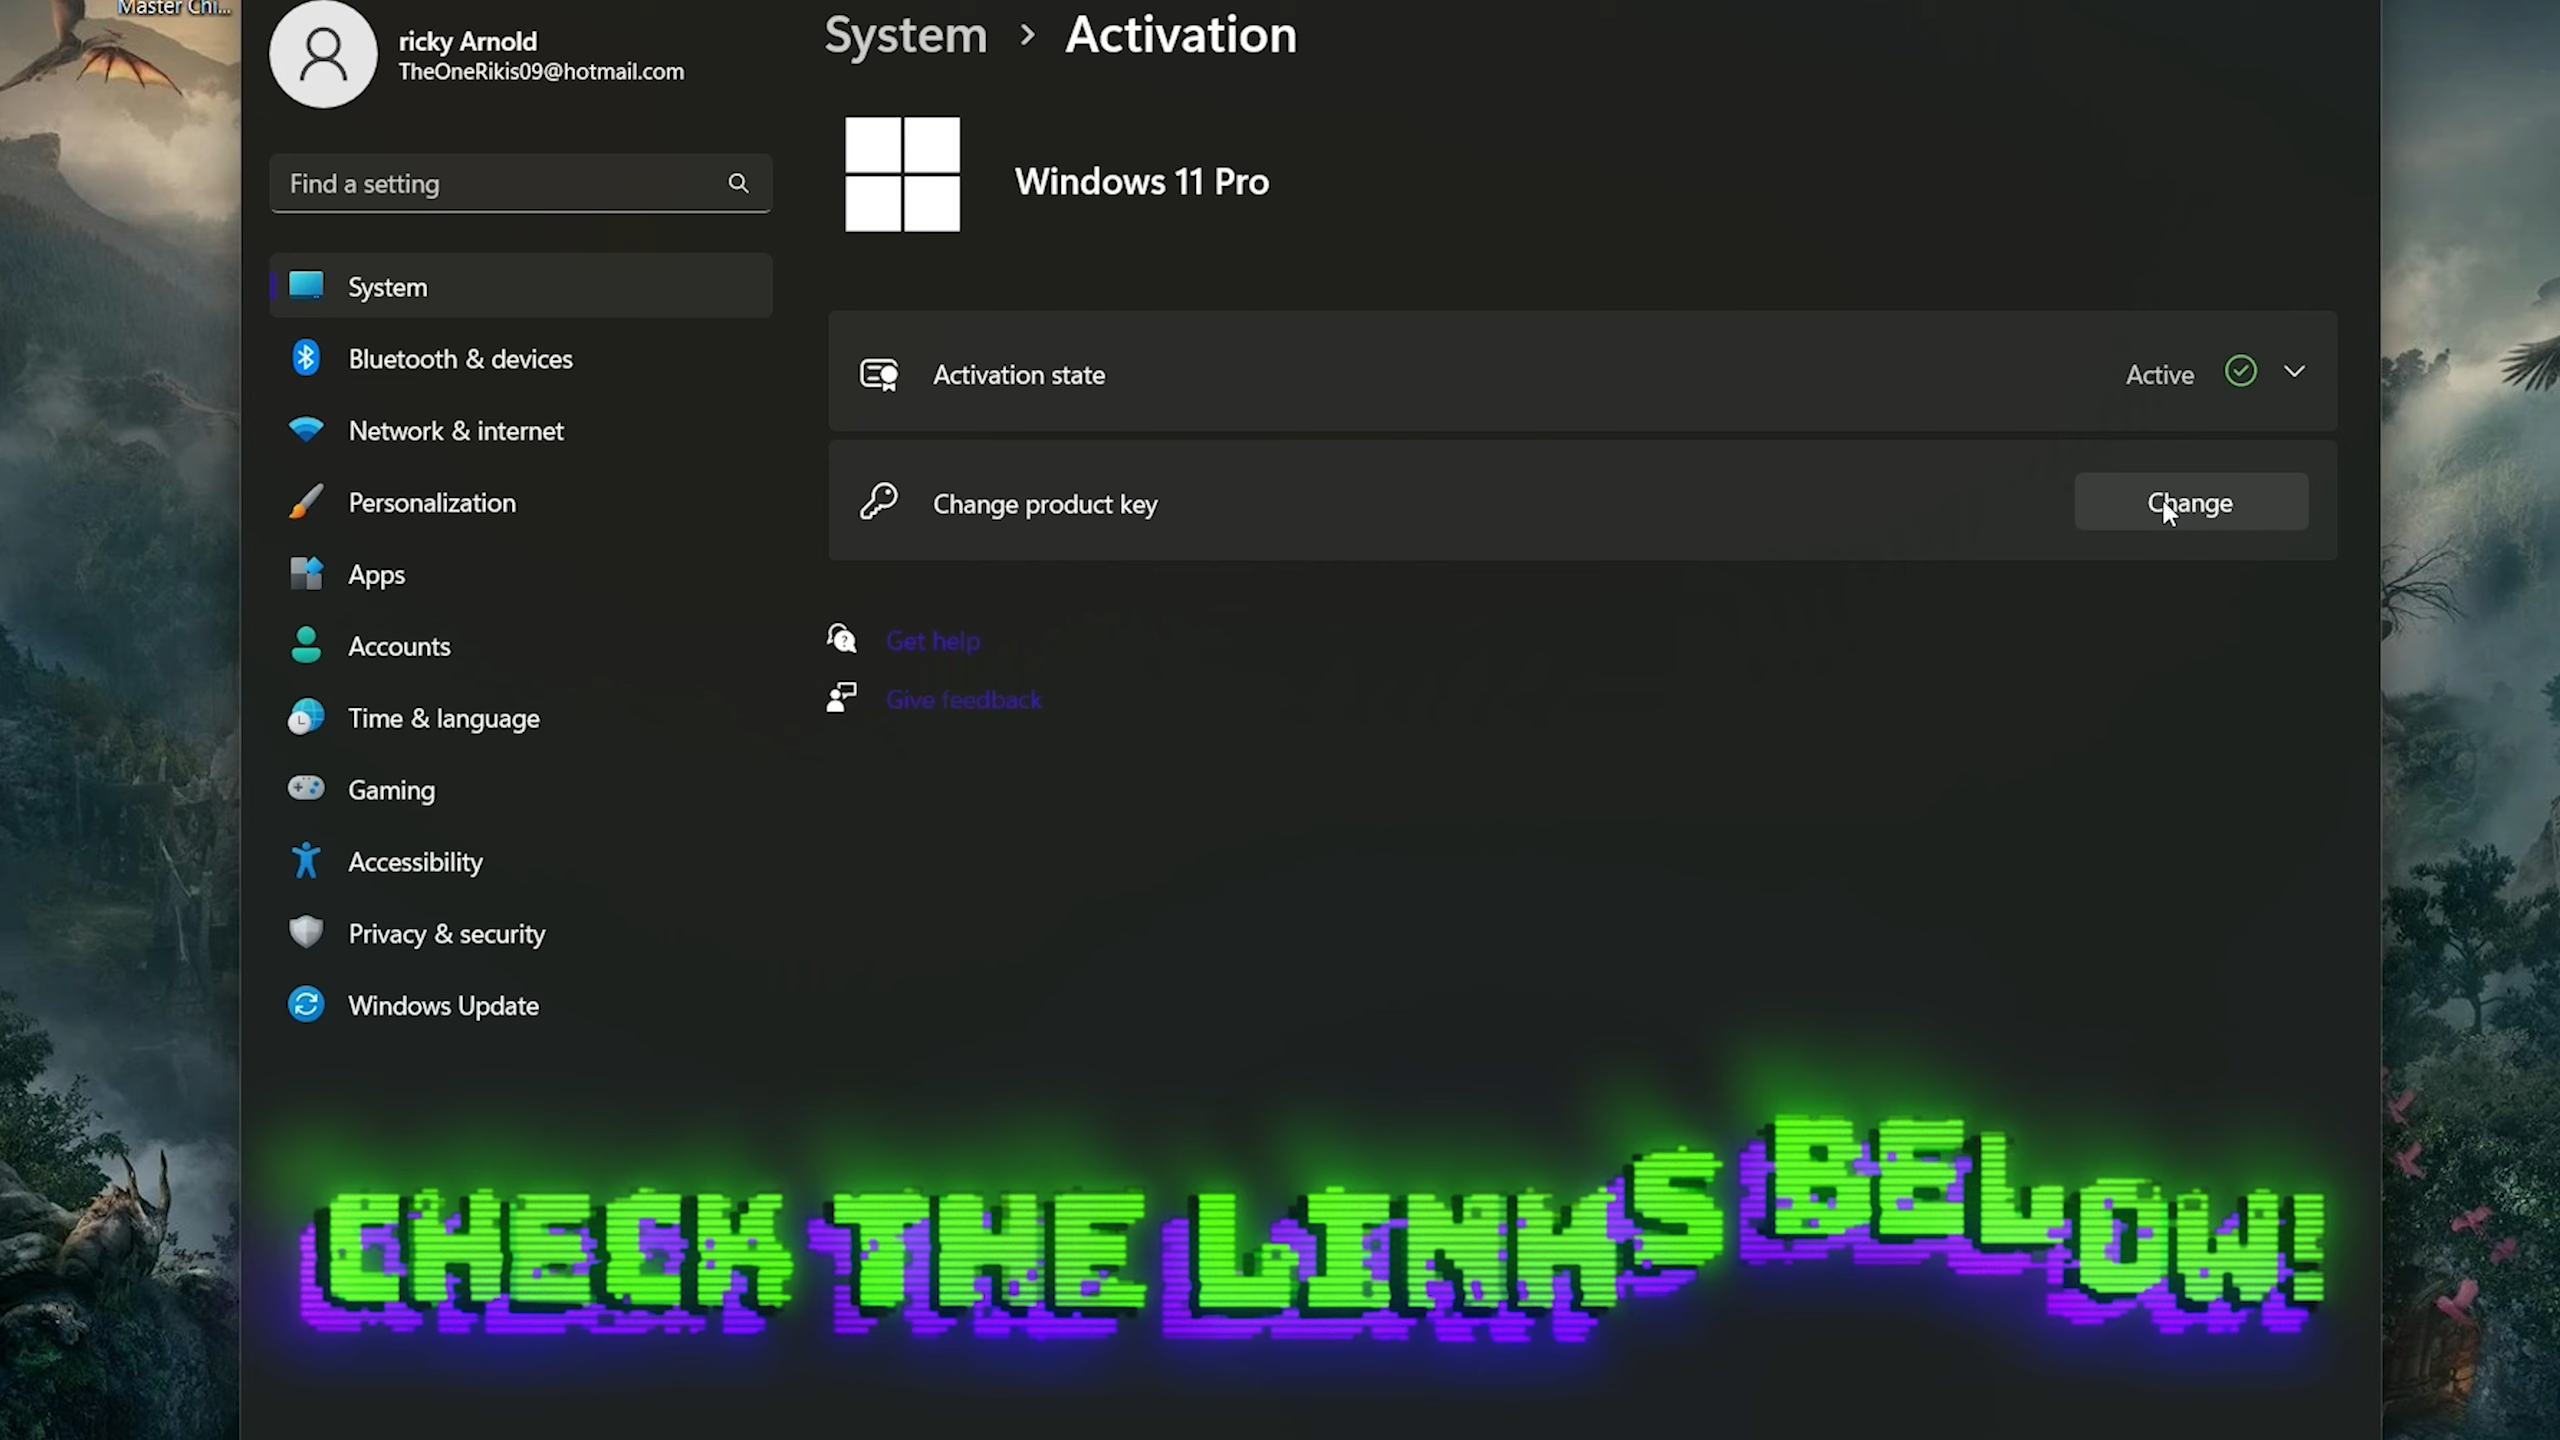 Master Chi...
ricky Arnold
TheOneRikis09@hotmail.com
Find a setting
System
Bluetooth & devices
Network & internet
Personalization
Apps
Accounts
Time & language
Gaming
Accessibility
Privacy & security
Windows Update
System > Activation
Windows 11 Pro
Activation state Active
Change product key Change
Get help
Give feedback
CHECK THE LINKS BELOW!